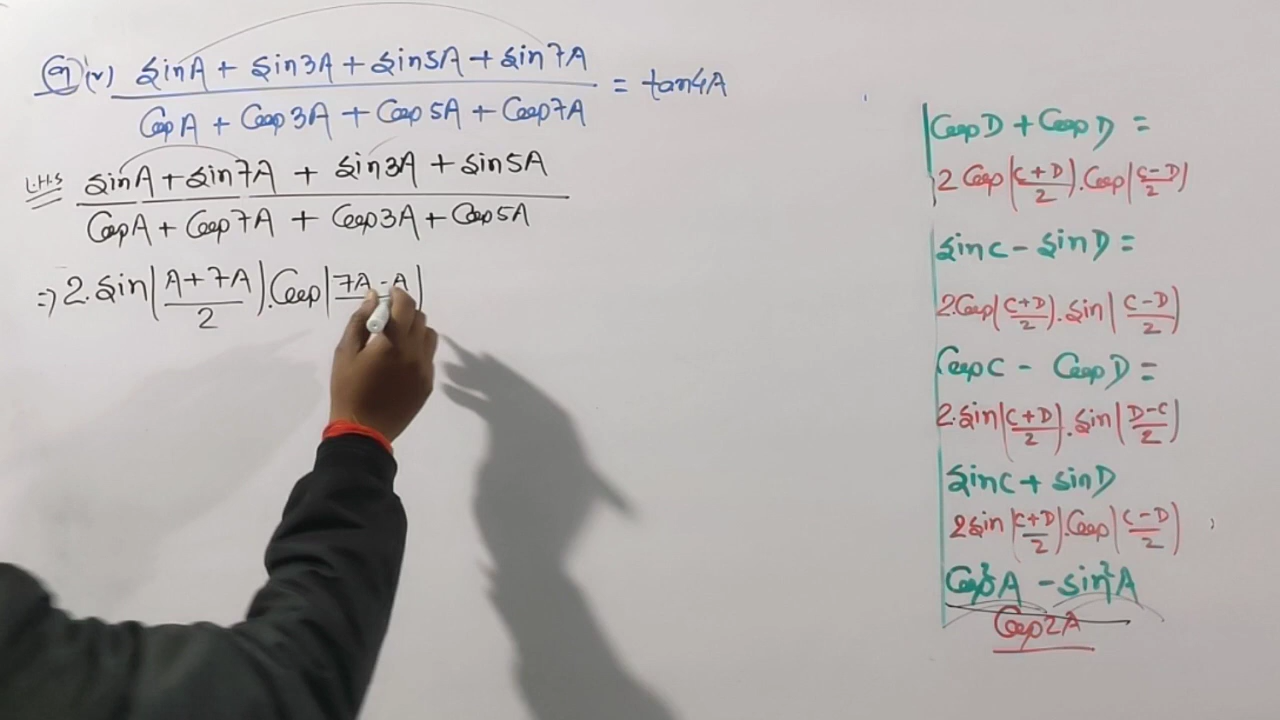 Q1 (v) sinA + sin3A + sin5A + sin7A
= tan4A
CosA + Cos3A + Cos5A + Cos7A
L.H.S sinA + sin7A + sin3A + sin5A
CosA + Cos7A + Cos3A + Cos5A
⇒ 2. sin(A+7A).Cos(7A-A)
2
CosD + CosD =
2 Cos(C+D/2).Cos(C-D/2)
sinC - sinD =
2.Cos(C+D/2).sin(C-D/2)
CosC - CosD =
2.sin(C+D/2).sin(D-C/2)
sinC + sinD
2sin(C+D/2).Cos(C-D/2)
Cos²A - sin²A
Cos2A